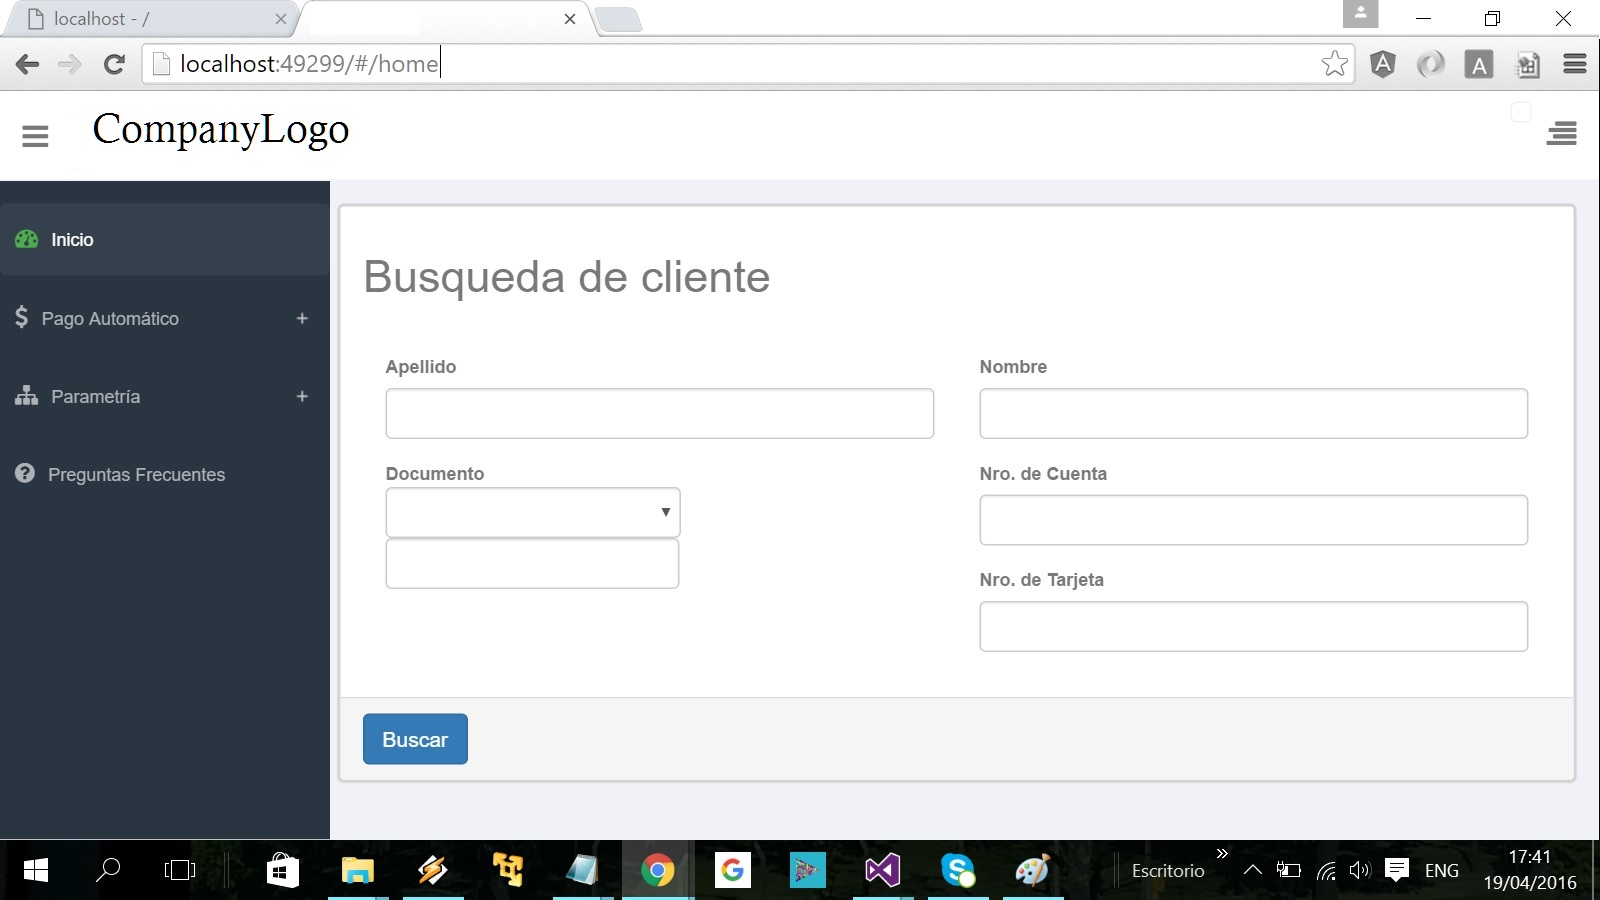 localhost - /
localhost:49299/#/home
CompanyLogo
Inicio
Pago Automático
Parametría
Preguntas Frecuentes
Busqueda de cliente
Apellido
Nombre
Documento
Nro. de Cuenta
Nro. de Tarjeta
Buscar
Escritorio
ENG
17:41
19/04/2016